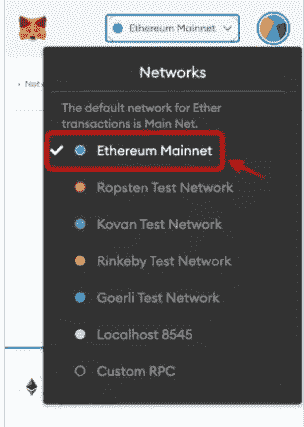 Ethereum Mainnet
Networks
The default network for Ether
transactions is Main Net.
Ethereum Mainnet
Ropsten Test Network
Kovan Test Network
Rinkeby Test Network
Goerli Test Network
Localhost 8545
Custom RPC